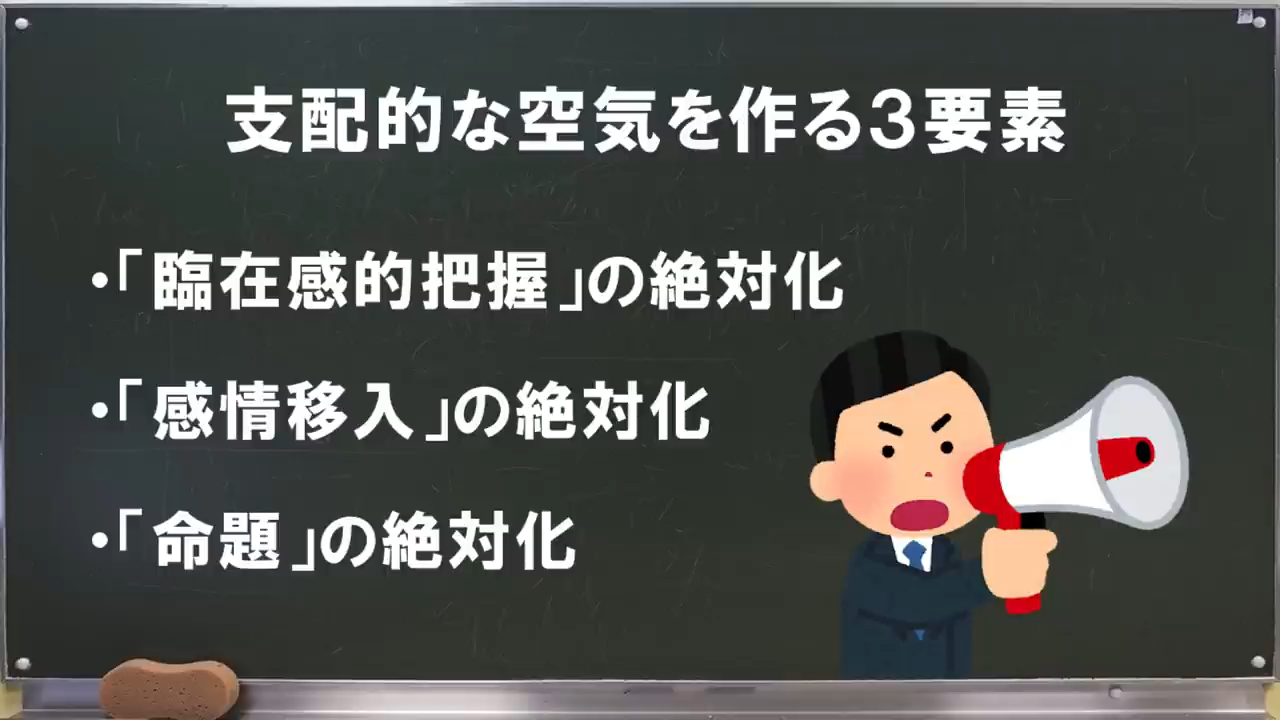 支配的な空気を作る3要素
・「臨在感的把握」の絶対化
・「感情移入」の絶対化
・「命題」の絶対化